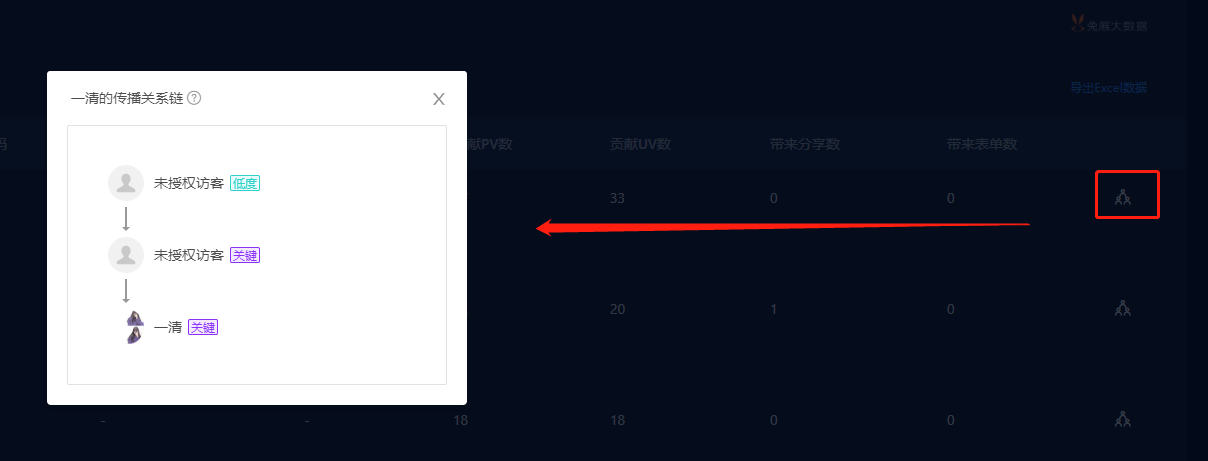 兔展大数据
导出Excel数据
一清的传播关系链 ?
X
码
献PV数
贡献UV数
带来分享数
带来表单数
未授权访客 低度
33
0
0
未授权访客 关键
20
1
0
一清 关键
-
-
18
18
0
0